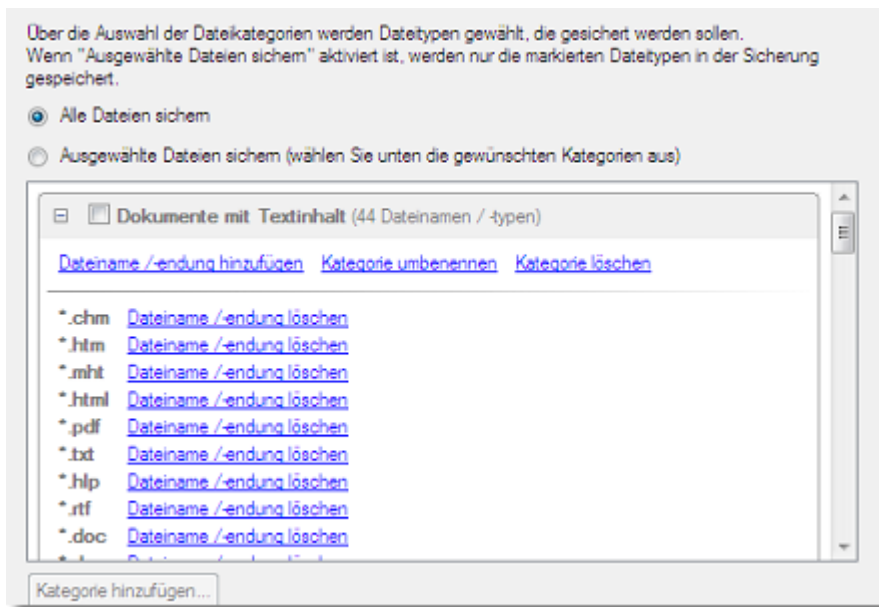 Über die Auswahl der Dateikategorien werden Dateitypen gewählt, die gesichert werden sollen.
Wenn "Ausgewählte Dateien sichern" aktiviert ist, werden nur die markierten Dateitypen in der Sicherung
gespeichert.
Alle Dateien sichern
Ausgewählte Dateien sichern (wählen Sie unten die gewünschten Kategorien aus)
Dokumente mit Textinhalt (44 Dateinamen / -typen)
Dateiname /-endung hinzufügen Kategorie umbenennen Kategorie löschen
*.chm Dateiname /-endung löschen
*.htm Dateiname /-endung löschen
*.mht Dateiname /-endung löschen
*.html Dateiname /-endung löschen
*.pdf Dateiname /-endung löschen
*.txt Dateiname /-endung löschen
*.hlp Dateiname /-endung löschen
*.rtf Dateiname /-endung löschen
*.doc Dateiname /-endung löschen
Kategorie hinzufügen...